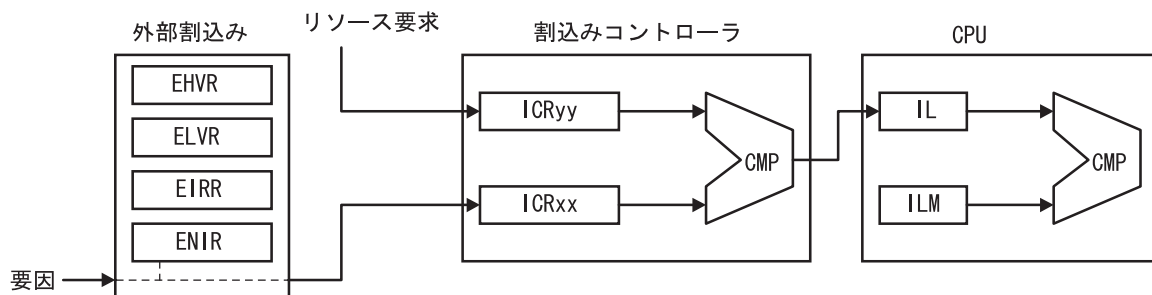 外部割込み
リソース要求
割込みコントローラ
CPU
EHVR
ELVR
EIRR
ENIR
要因
ICRyy
ICRxx
CMP
IL
ILM
CMP